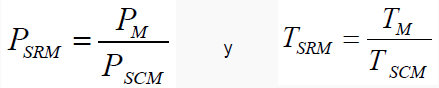 P_SRM = P_M / P_SCM y T_SRM = T_M / T_SCM